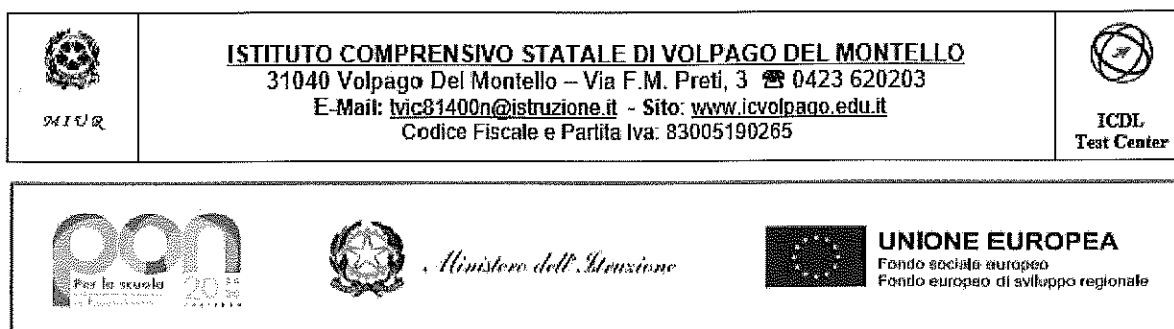 ISTITUTO COMPRENSIVO STATALE DI VOLPAGO DEL MONTELLO
31040 Volpago Del Montello – Via F.M. Preti, 3 ☎ 0423 620203
E-Mail: tvic81400n@istruzione.it - Sito: www.icvolpago.edu.it
Codice Fiscale e Partita Iva: 83005190265
MIUR
ICDL
Test Center
pon
Per la scuola
20
Ministero dell'Istruzione
UNIONE EUROPEA
Fondo sociale europeo
Fondo europeo di sviluppo regionale